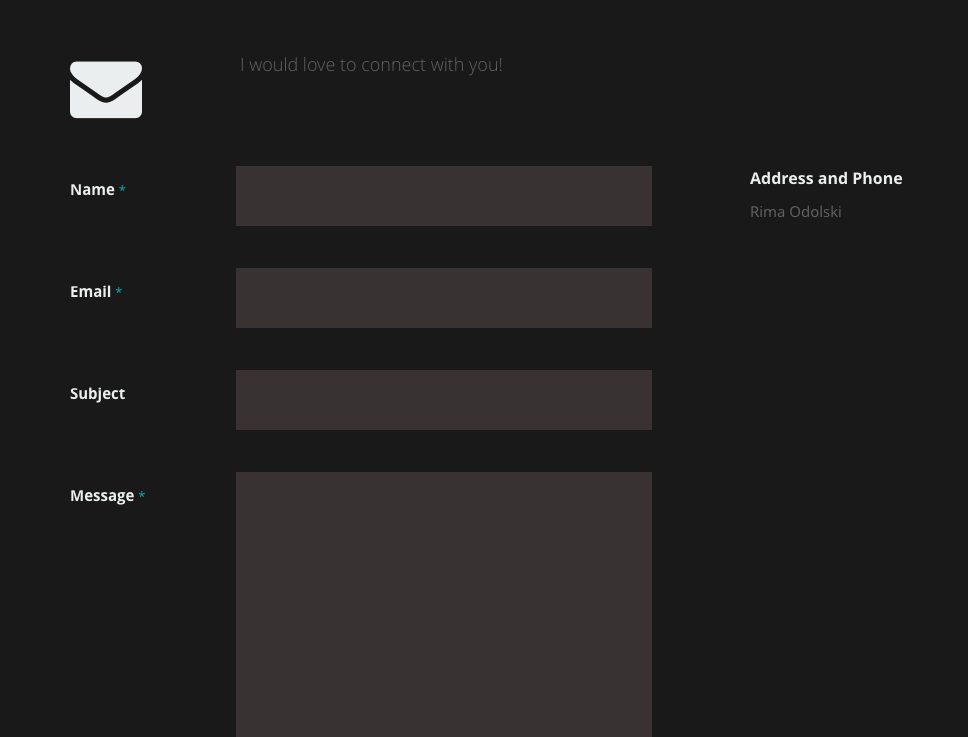 I would love to connect with you!
Name *
Address and Phone
Rima Odolski
Email *
Subject
Message *